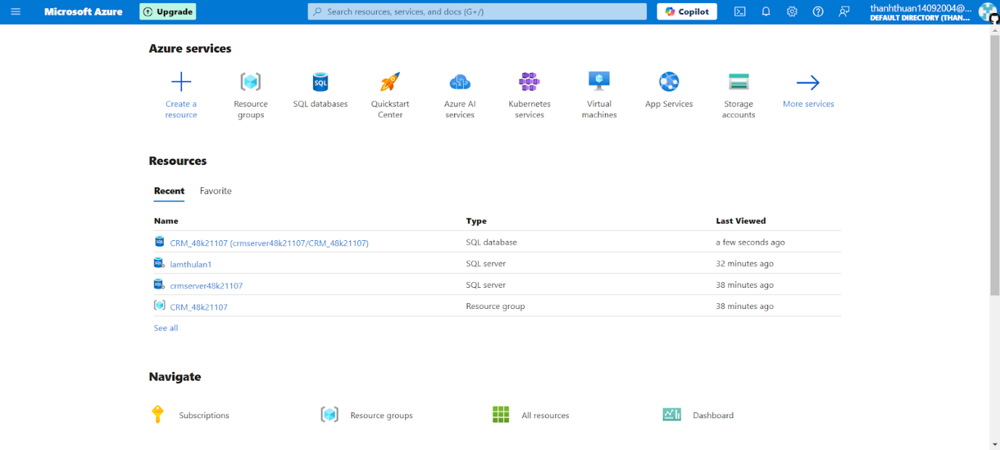 Microsoft Azure
Upgrade
Search resources, services, and docs (G+/)
Copilot
thanhthuan14092004@...
DEFAULT DIRECTORY (THAN...
Azure services
Create a
resource
Resource
groups
SQL databases
Quickstart
Center
Azure AI
services
Kubernetes
services
Virtual
machines
App Services
Storage
accounts
More services
Resources
Recent Favorite
Name Type Last Viewed
CRM_48k21107 (crmserver48k21107/CRM_48k21107) SQL database a few seconds ago
lamthulan1 SQL server 32 minutes ago
crmserver48k21107 SQL server 38 minutes ago
CRM_48k21107 Resource group 38 minutes ago
See all
Navigate
Subscriptions Resource groups All resources Dashboard